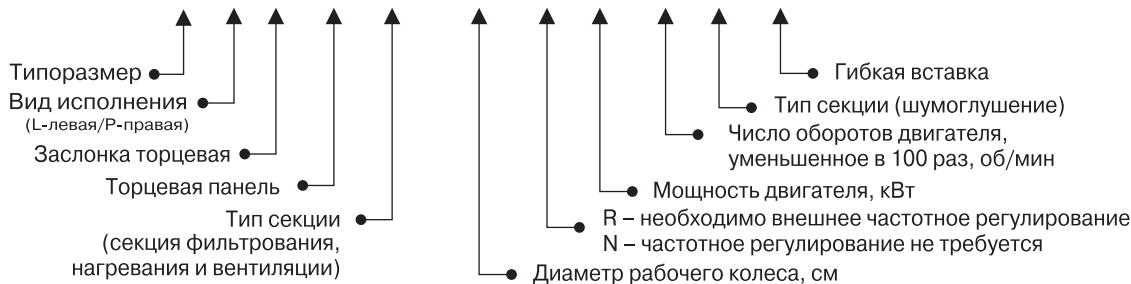 Типоразмер
Вид исполнения
(L-левая/Р-правая)
Заслонка торцевая
Торцевая панель
Тип секции
(секция фильтрования,
нагревания и вентиляции)
Гибкая вставка
Тип секции (шумоглушение)
Число оборотов двигателя,
уменьшенное в 100 раз, об/мин
Мощность двигателя, кВт
R – необходимо внешнее частотное регулирование
N – частотное регулирование не требуется
Диаметр рабочего колеса, см